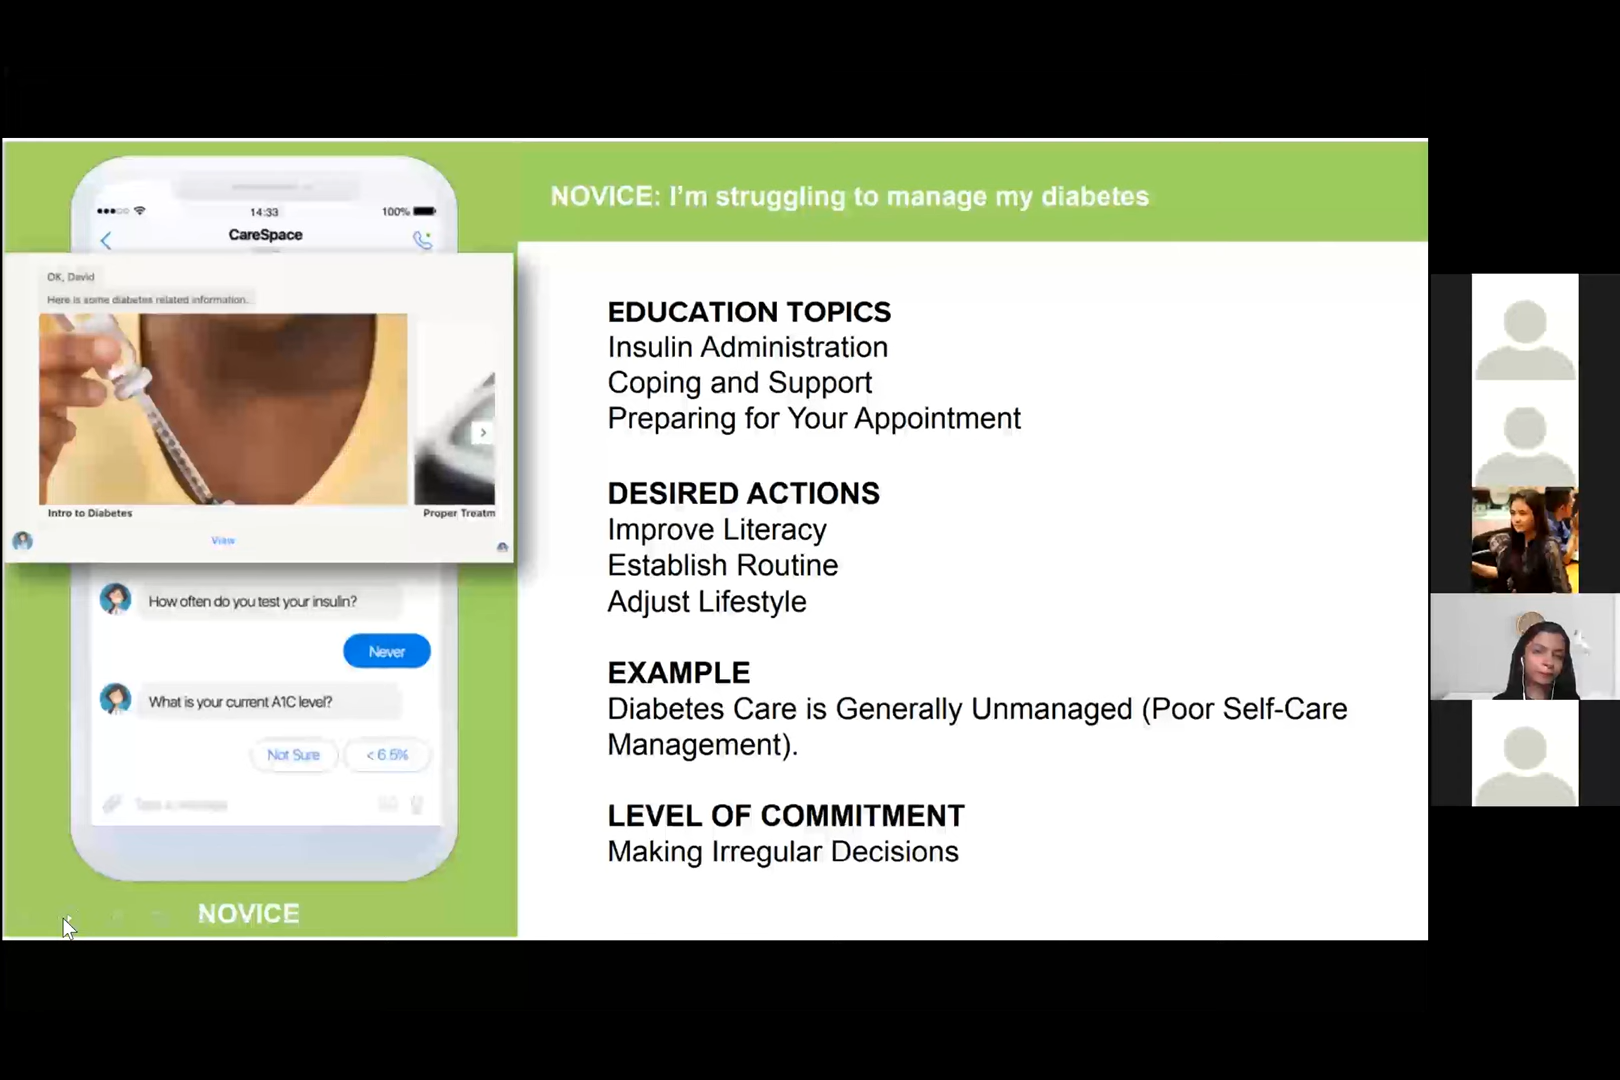 NOVICE: I'm struggling to manage my diabetes
14:33
100%
CareSpace
OK, David
Here is some diabetes related information...
Intro to Diabetes
Proper Treatm
View
How often do you test your insulin?
Never
What is your current A1C level?
Not Sure
< 6.5%
Type a message
NOVICE
EDUCATION TOPICS
Insulin Administration
Coping and Support
Preparing for Your Appointment
DESIRED ACTIONS
Improve Literacy
Establish Routine
Adjust Lifestyle
EXAMPLE
Diabetes Care is Generally Unmanaged (Poor Self-Care
Management).
LEVEL OF COMMITMENT
Making Irregular Decisions